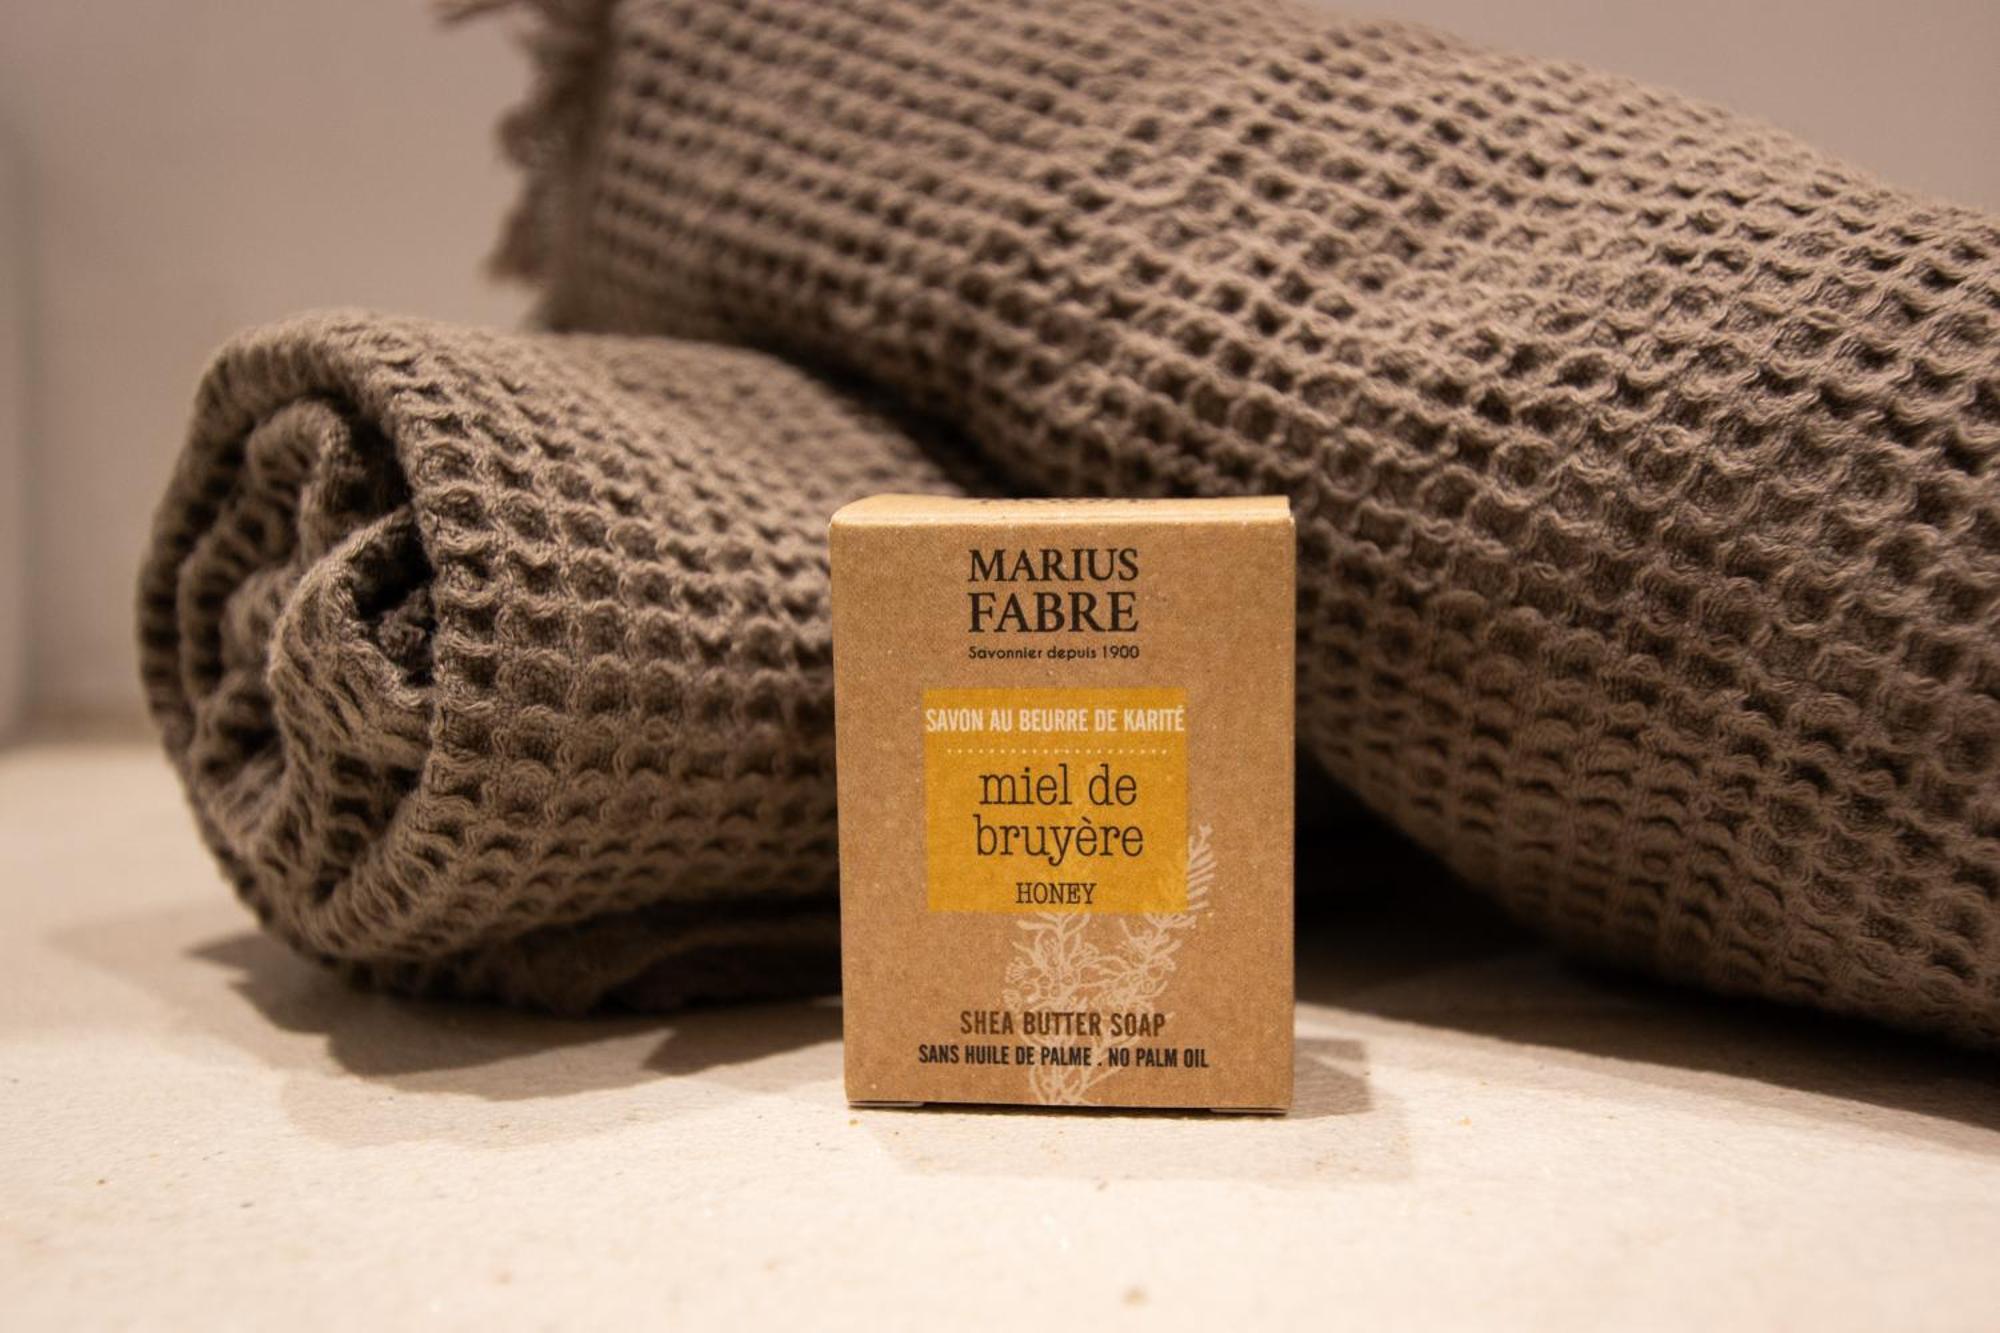 MARIUS
FABRE
Savonnier depuis 1900
SAVON AU BEURRE DE KARITÉ
miel de
bruyère
HONEY
SHEA BUTTER SOAP
SANS HUILE DE PALME . NO PALM OIL